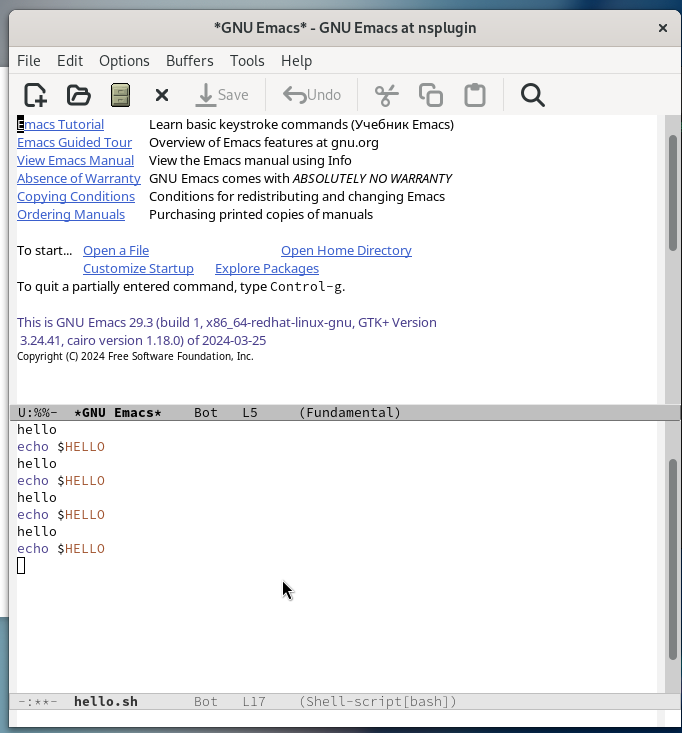 *GNU Emacs* - GNU Emacs at nsplugin
File Edit Options Buffers Tools Help
Save Undo
Emacs Tutorial Learn basic keystroke commands (Учебник Emacs)
Emacs Guided Tour Overview of Emacs features at gnu.org
View Emacs Manual View the Emacs manual using Info
Absence of Warranty GNU Emacs comes with ABSOLUTELY NO WARRANTY
Copying Conditions Conditions for redistributing and changing Emacs
Ordering Manuals Purchasing printed copies of manuals
To start... Open a File Open Home Directory
Customize Startup Explore Packages
To quit a partially entered command, type Control-g.
This is GNU Emacs 29.3 (build 1, x86_64-redhat-linux-gnu, GTK+ Version
3.24.41, cairo version 1.18.0) of 2024-03-25
Copyright (C) 2024 Free Software Foundation, Inc.
U:%%- *GNU Emacs* Bot L5 (Fundamental)
hello
echo $HELLO
hello
echo $HELLO
hello
echo $HELLO
hello
echo $HELLO
-:**- hello.sh Bot L17 (Shell-script[bash])